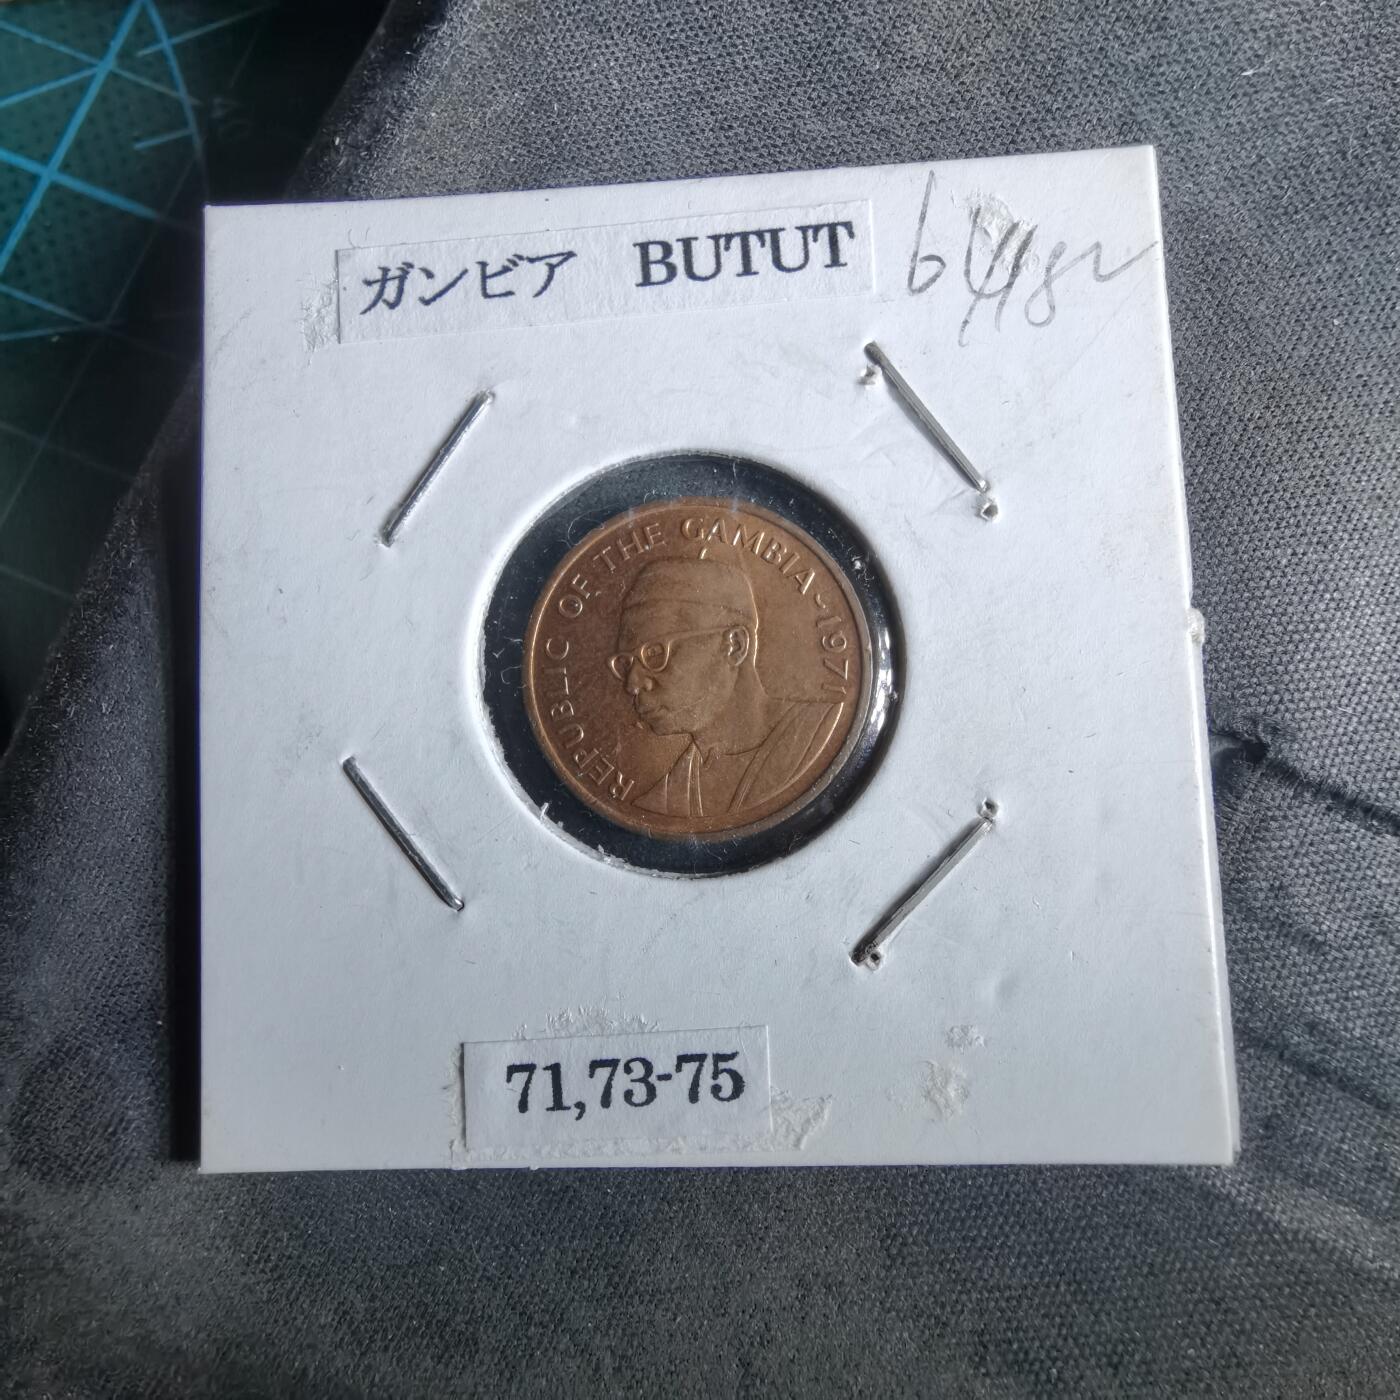 ガンビア BUTUT
REPUBLIC OF THE GAMBIA~1971
71,73-75